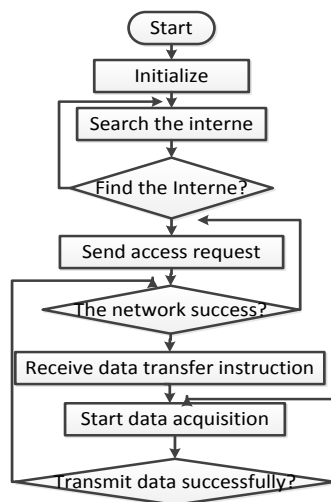 Start
Initialize
Search the interne
Find the Interne?
Send access request
The network success?
Receive data transfer instruction
Start data acquisition
Transmit data successfully?